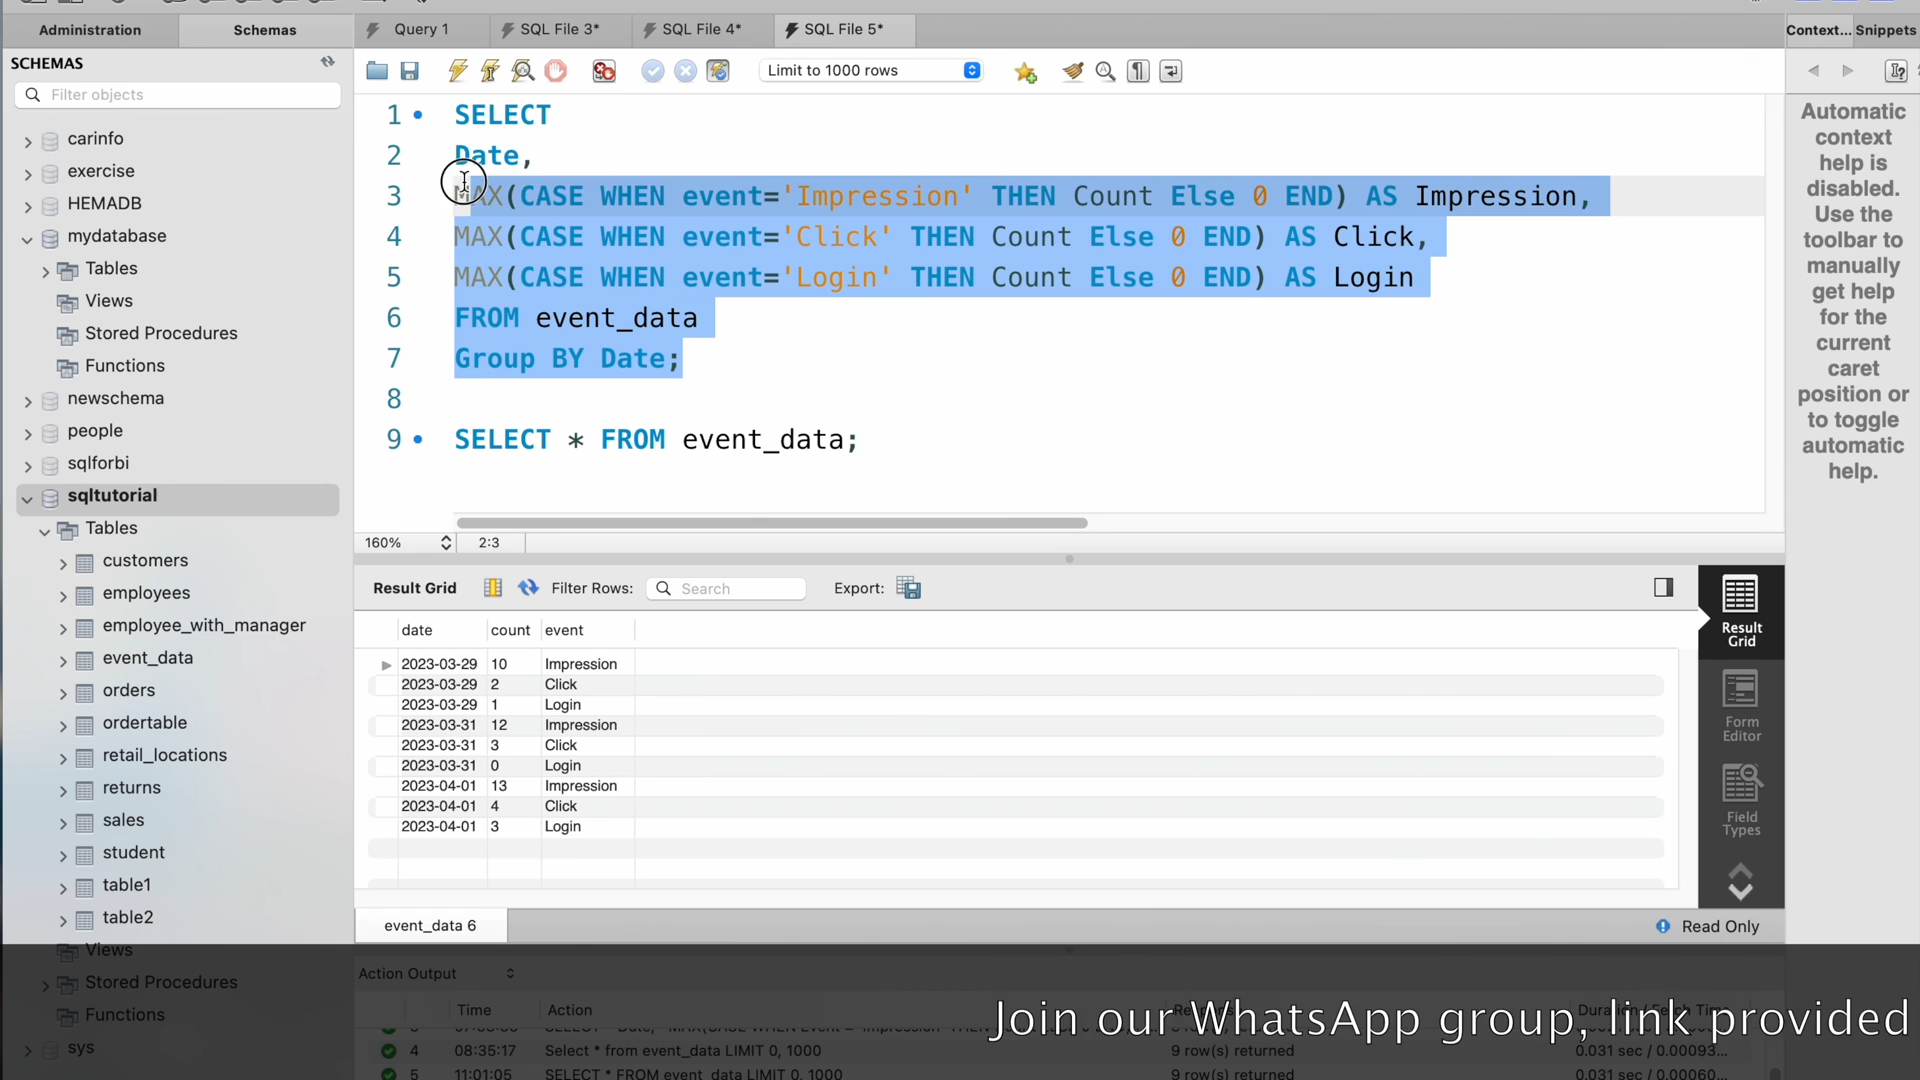 Administration
Schemas
Query 1
SQL File 3*
SQL File 4*
SQL File 5*
Context...
Snippets
SCHEMAS
Filter objects
Limit to 1000 rows
carinfo
exercise
HEMADB
mydatabase
Tables
Views
Stored Procedures
Functions
newschema
people
sqlforbi
sqltutorial
Tables
customers
employees
employee_with_manager
event_data
orders
ordertable
retail_locations
returns
sales
student
table1
table2
Views
Stored Procedures
Functions
sys
1 SELECT
2 Date,
3 MAX(CASE WHEN event='Impression' THEN Count Else 0 END) AS Impression,
4 MAX(CASE WHEN event='Click' THEN Count Else 0 END) AS Click,
5 MAX(CASE WHEN event='Login' THEN Count Else 0 END) AS Login
6 FROM event_data
7 Group BY Date;
8
9 SELECT * FROM event_data;
160%
2:3
Automatic
context
help is
disabled.
Use the
toolbar to
manually
get help
for the
current
caret
position or
to toggle
automatic
help.
Result Grid
Filter Rows:
Search
Export:
date count event
2023-03-29 10 Impression
2023-03-29 2 Click
2023-03-29 1 Login
2023-03-31 12 Impression
2023-03-31 3 Click
2023-03-31 0 Login
2023-04-01 13 Impression
2023-04-01 4 Click
2023-04-01 3 Login
Result
Grid
Form
Editor
Field
Types
event_data 6
Read Only
Action Output
Time Action
4 08:35:17 Select * from event_data LIMIT 0, 1000 9 row(s) returned 0.031 sec / 0.00093...
5 11:01:05 SELECT * FROM event_data LIMIT 0, 1000 9 row(s) returned 0.031 sec / 0.00060...
Join our WhatsApp group, link provided